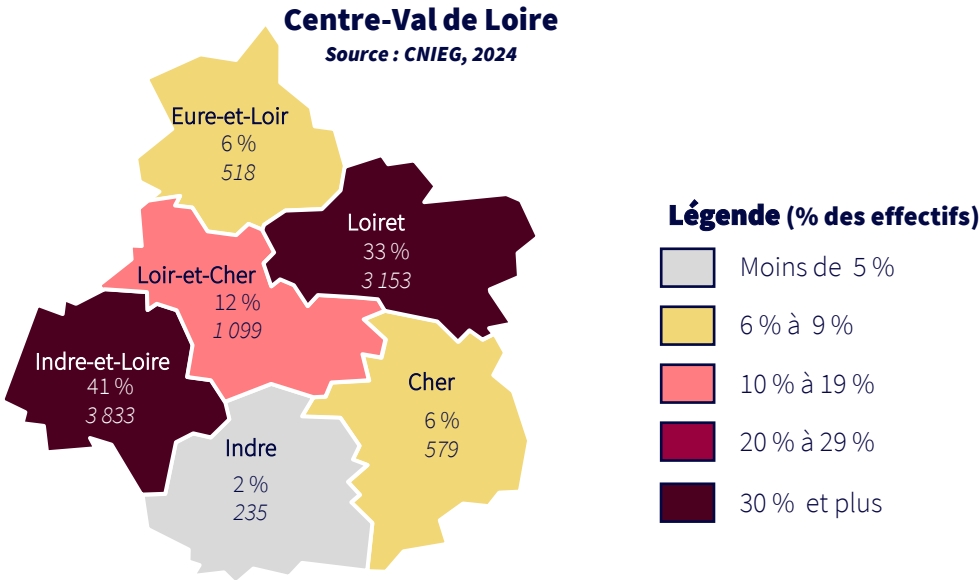 Centre-Val de Loire
Source : CNIEG, 2024
Eure-et-Loir
6 %
518
Loiret
33 %
3 153
Loir-et-Cher
12 %
1 099
Indre-et-Loire
41 %
3 833
Cher
6 %
579
Indre
2 %
235
Légende (% des effectifs)
Moins de 5 %
6 % à 9 %
10 % à 19 %
20 % à 29 %
30 % et plus